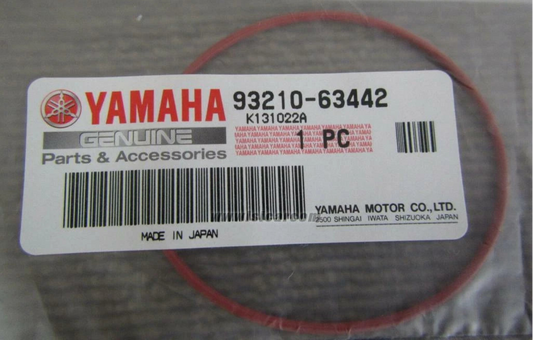 YAMAHA 93210-63442
K131022A
GENUINE
Parts & Accessories
1 PC
YAMAHA MOTOR CO., LTD.
2500 SHINGAI IWATA SHIZUOKA JAPAN
MADE IN JAPAN